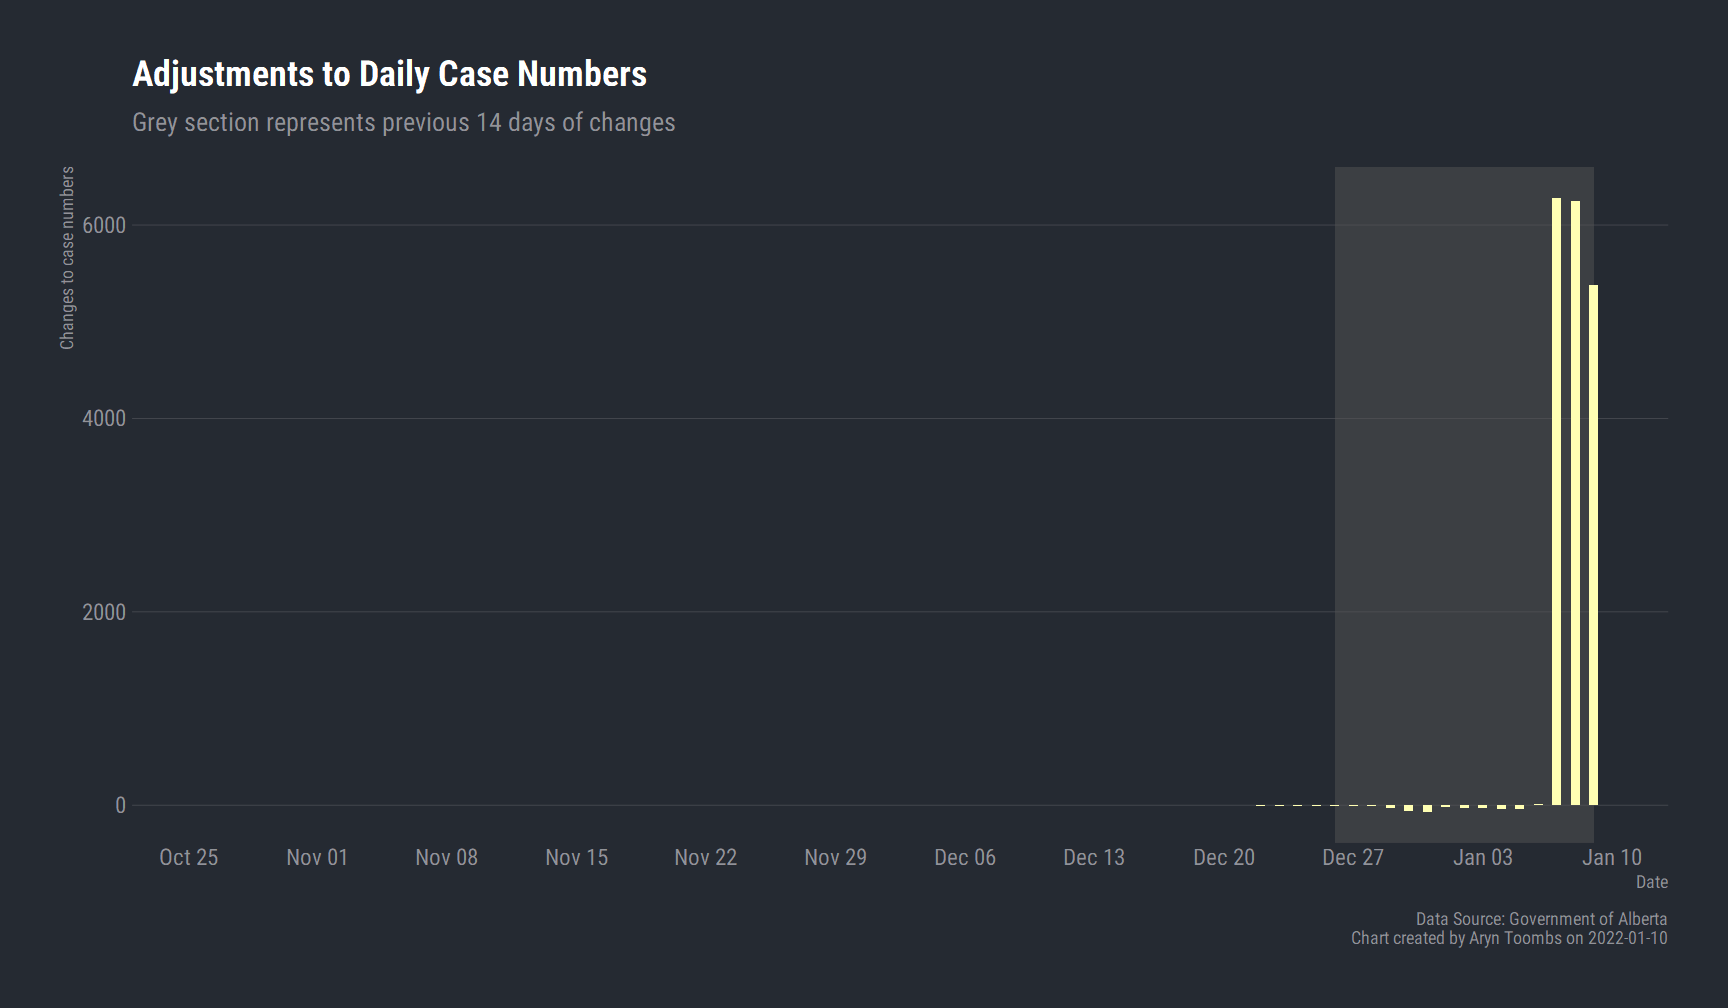 Adjustments to Daily Case Numbers
Grey section represents previous 14 days of changes
Changes to case numbers
6000
4000
2000
0
Oct 25 Nov 01 Nov 08 Nov 15 Nov 22 Nov 29 Dec 06 Dec 13 Dec 20 Dec 27 Jan 03 Jan 10
Date
Data Source: Government of Alberta
Chart created by Aryn Toombs on 2022-01-10